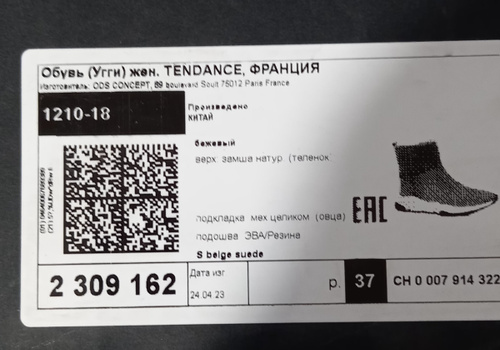 Обувь (Угги) жен. TENDANCE, ФРАНЦИЯ
Изготовитель: CDS CONCEPT, 69 boulevard Soult 75012 Paris France
1210-18
Произведено
КИТАЙ
бежевый
верх замша натур (теленок
подкладка мех целиком (овца)
EAC
подошва ЭВА/Резина
S beige suede
2 309 162
Дата изг
24.04.23
р. 37
CH 0 007 914 322